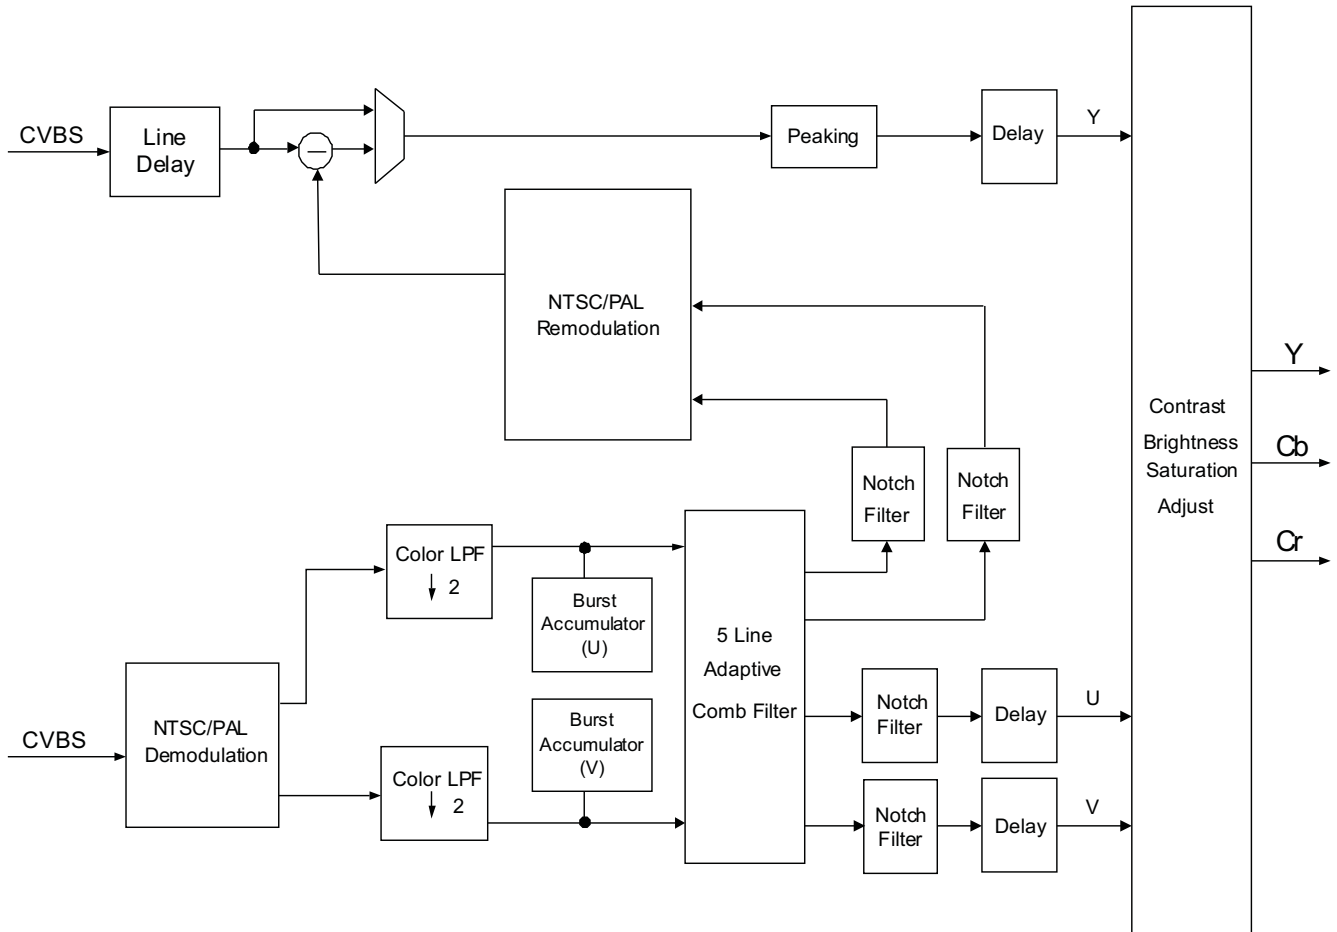 CVBS
Line
Delay
Peaking
Delay
Y
NTSC/PAL
Remodulation
Y
Cb
Cr
Contrast
Brightness
Saturation
Adjust
Notch
Filter
Notch
Filter
Color LPF
2
Burst
Accumulator
(U)
5 Line
Adaptive
Comb Filter
CVBS
NTSC/PAL
Demodulation
Burst
Accumulator
(V)
Color LPF
2
Notch
Filter
Delay
U
Notch
Filter
Delay
V